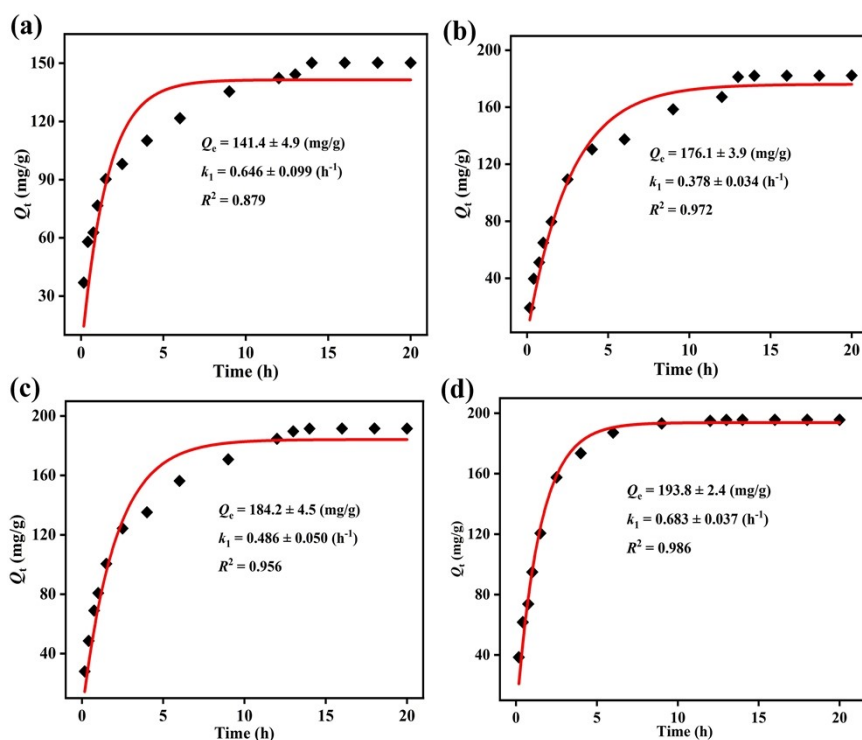 (a)
150
120
90
60
30
Qt (mg/g)
Qe = 141.4 ± 4.9 (mg/g)
k1 = 0.646 ± 0.099 (h-1)
R2 = 0.879
0 5 10 15 20
Time (h)
(b)
200
160
120
80
40
0
Qt (mg/g)
Qe = 176.1 ± 3.9 (mg/g)
k1 = 0.378 ± 0.034 (h-1)
R2 = 0.972
0 5 10 15 20
Time (h)
(c)
200
160
120
80
40
Qt (mg/g)
Qe = 184.2 ± 4.5 (mg/g)
k1 = 0.486 ± 0.050 (h-1)
R2 = 0.956
0 5 10 15 20
Time (h)
(d)
200
160
120
80
40
0
Qt (mg/g)
Qe = 193.8 ± 2.4 (mg/g)
k1 = 0.683 ± 0.037 (h-1)
R2 = 0.986
0 5 10 15 20
Time (h)